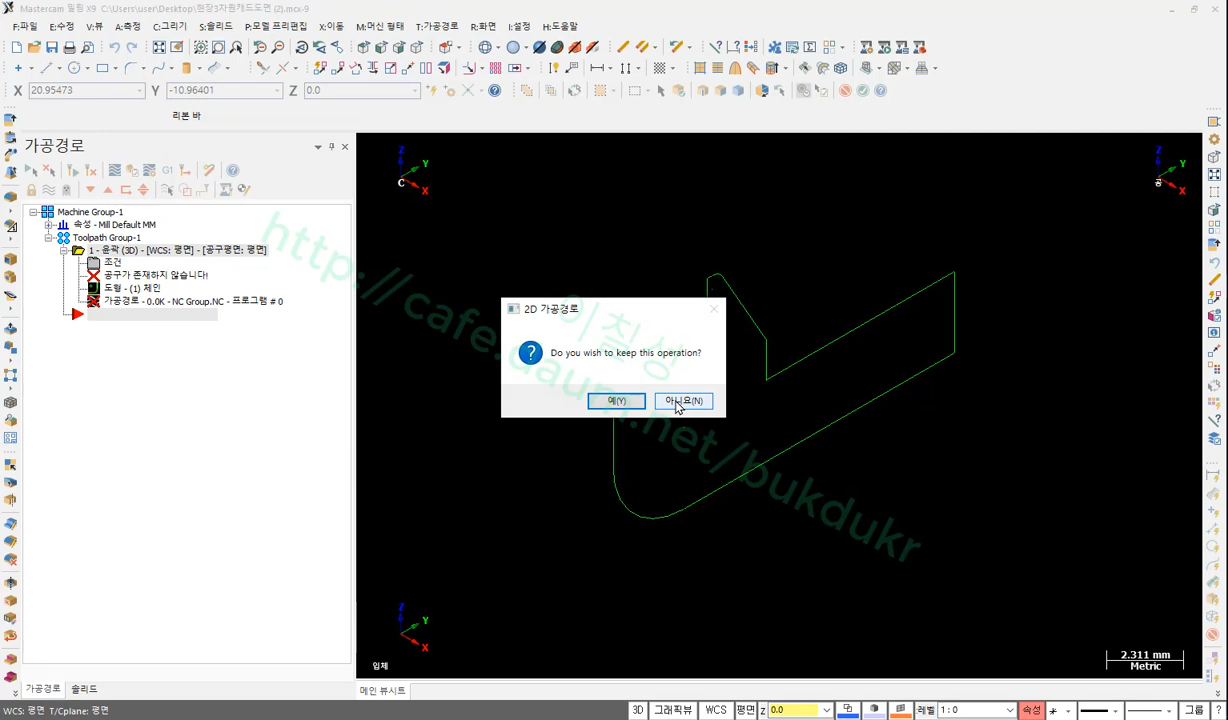 Mastercam 밀링 X9 C:\Users\user\Desktop\현장3차원캐드도면 (2).mcx-9
F:파일 E:수정 V:뷰 A:측정 C:그리기 S:솔리드 P:모델 프리편집 X:이동 M:머신 형태 T:가공경로 R:화면 I:설정 H:도움말
X 20.95473 Y -10.96401 Z 0.0
리본 바
가공경로
Machine Group-1
속성 - Mill Default MM
Toolpath Group-1
1 - 윤곽 (3D) - [WCS: 평면] - [공구평면: 평면]
조건
공구가 존재하지 않습니다!
도형 - (1) 체인
가공경로 - 0.0K - NC Group.NC - 프로그램 # 0
Z
Y
C
X
Z
Y
공
X
2D 가공경로
Do you wish to keep this operation?
예(Y) 아니요(N)
이칠성
http://cafe.daum.net/bukdukr
Z
Y
X
입체
2.311 mm
Metric
가공경로 솔리드
메인 뷰시트
WCS: 평면 T/Cplane: 평면
3D 그래픽뷰 WCS 평면 Z 0.0 레벨 1 : 0 속성 그룹 ?